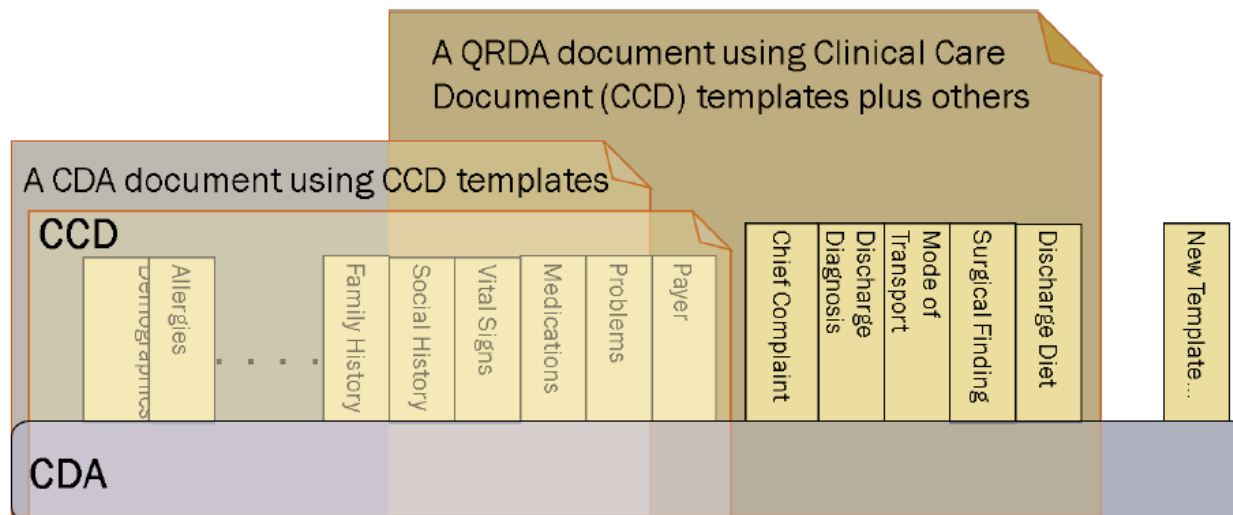 A QRDA document using Clinical Care
Document (CCD) templates plus others
A CDA document using CCD templates
CCD
Demographics
Allergies
. . . .
Family History
Social History
Vital Signs
Medications
Problems
Payer
Chief Complaint
Discharge
Diagnosis
Mode of
Transport
Surgical Finding
Discharge Diet
New Template...
CDA